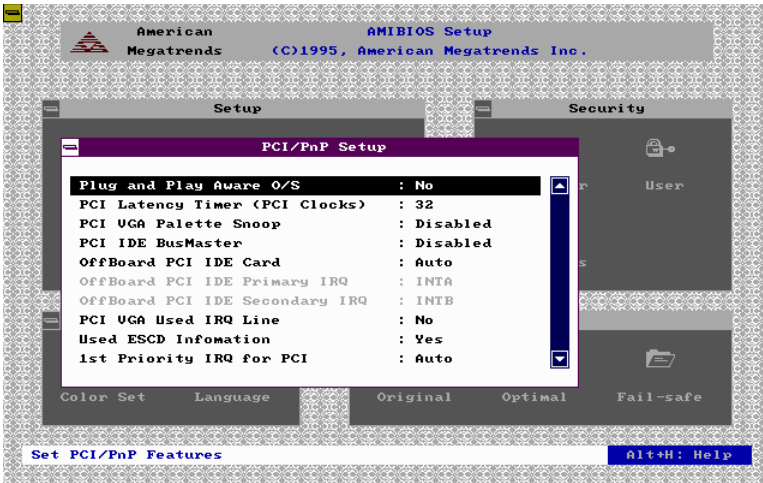 American AMIBIOS Setup
Megatrends (C)1995, American Megatrends Inc.
Setup Security
PCI/PnP Setup
Plug and Play Aware O/S : No
PCI Latency Timer (PCI Clocks) : 32
PCI VGA Palette Snoop : Disabled
PCI IDE BusMaster : Disabled
OffBoard PCI IDE Card : Auto
OffBoard PCI IDE Primary IRQ : INTA
OffBoard PCI IDE Secondary IRQ : INTB
PCI VGA Used IRQ Line : No
Used ESCD Infomation : Yes
1st Priority IRQ for PCI : Auto
User
Color Set Language Original Optimal Fail-safe
Set PCI/PnP Features Alt+H: Help